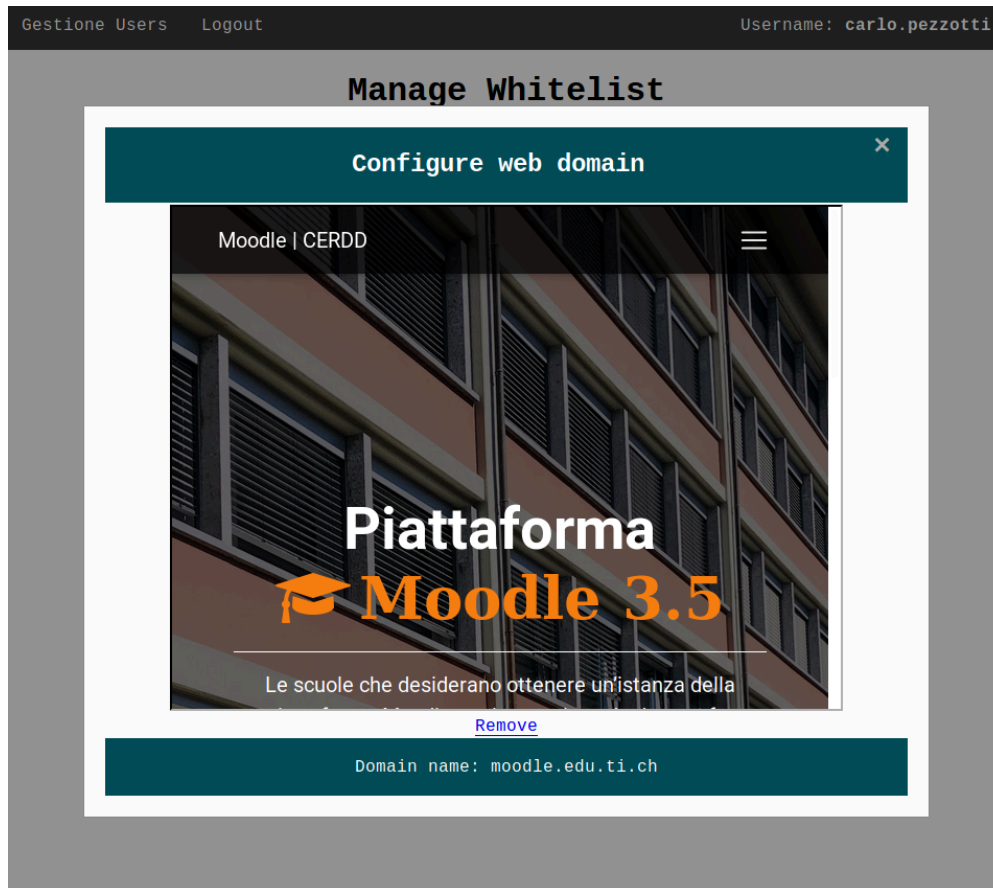 Gestione Users Logout Username: carlo.pezzotti
Manage Whitelist
Configure web domain ×
Moodle | CERDD
Piattaforma
Moodle 3.5
Le scuole che desiderano ottenere un'istanza della
Remove
Domain name: moodle.edu.ti.ch